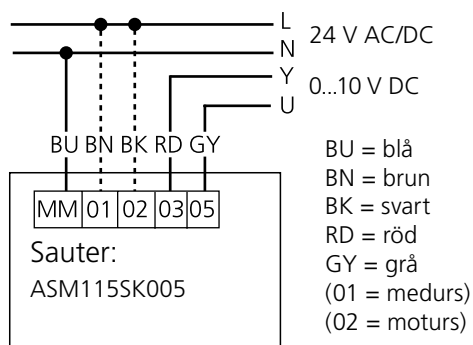 L
N
24 V AC/DC
Y
0...10 V DC
U
BU BN BK RD GY
MM 01 02 03 05
Sauter:
ASM115SK005
BU = blå
BN = brun
BK = svart
RD = röd
GY = grå
(01 = medurs)
(02 = moturs)